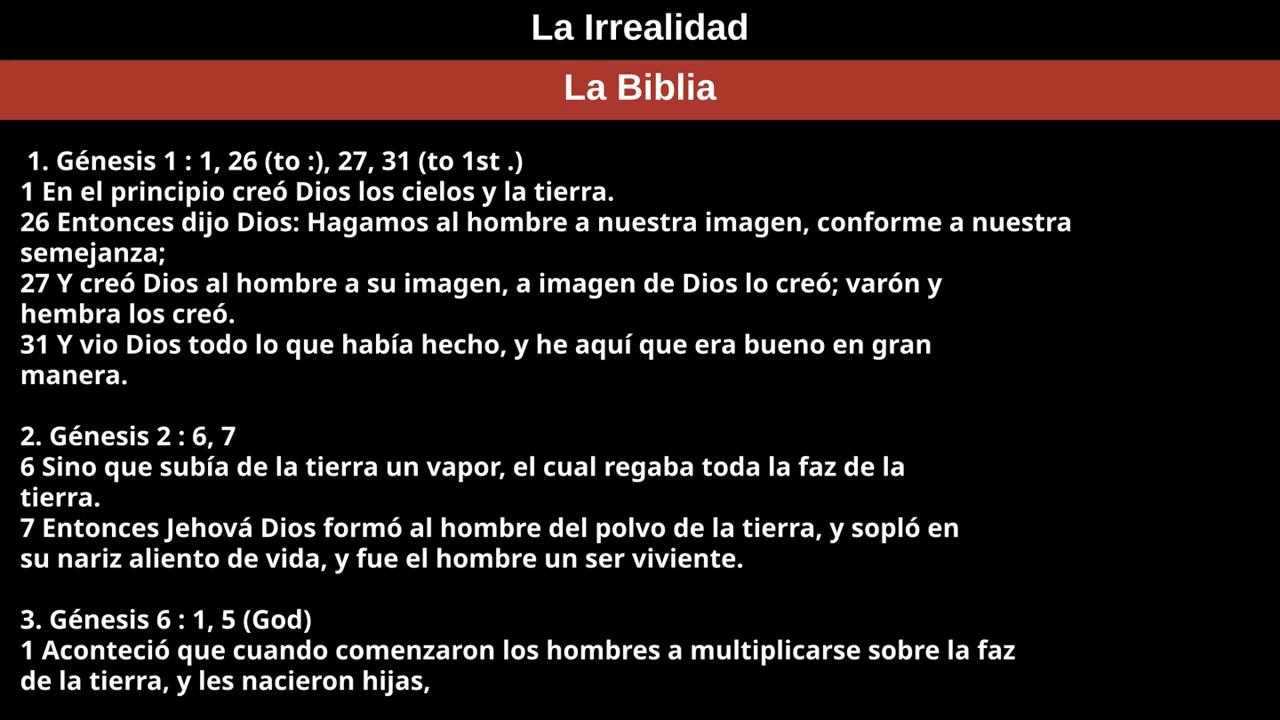 La Irrealidad
La Biblia
1. Génesis 1 : 1, 26 (to :), 27, 31 (to 1st .)
1 En el principio creó Dios los cielos y la tierra.
26 Entonces dijo Dios: Hagamos al hombre a nuestra imagen, conforme a nuestra
semejanza;
27 Y creó Dios al hombre a su imagen, a imagen de Dios lo creó; varón y
hembra los creó.
31 Y vio Dios todo lo que había hecho, y he aquí que era bueno en gran
manera.
2. Génesis 2 : 6, 7
6 Sino que subía de la tierra un vapor, el cual regaba toda la faz de la
tierra.
7 Entonces Jehová Dios formó al hombre del polvo de la tierra, y sopló en
su nariz aliento de vida, y fue el hombre un ser viviente.
3. Génesis 6 : 1, 5 (God)
1 Aconteció que cuando comenzaron los hombres a multiplicarse sobre la faz
de la tierra, y les nacieron hijas,